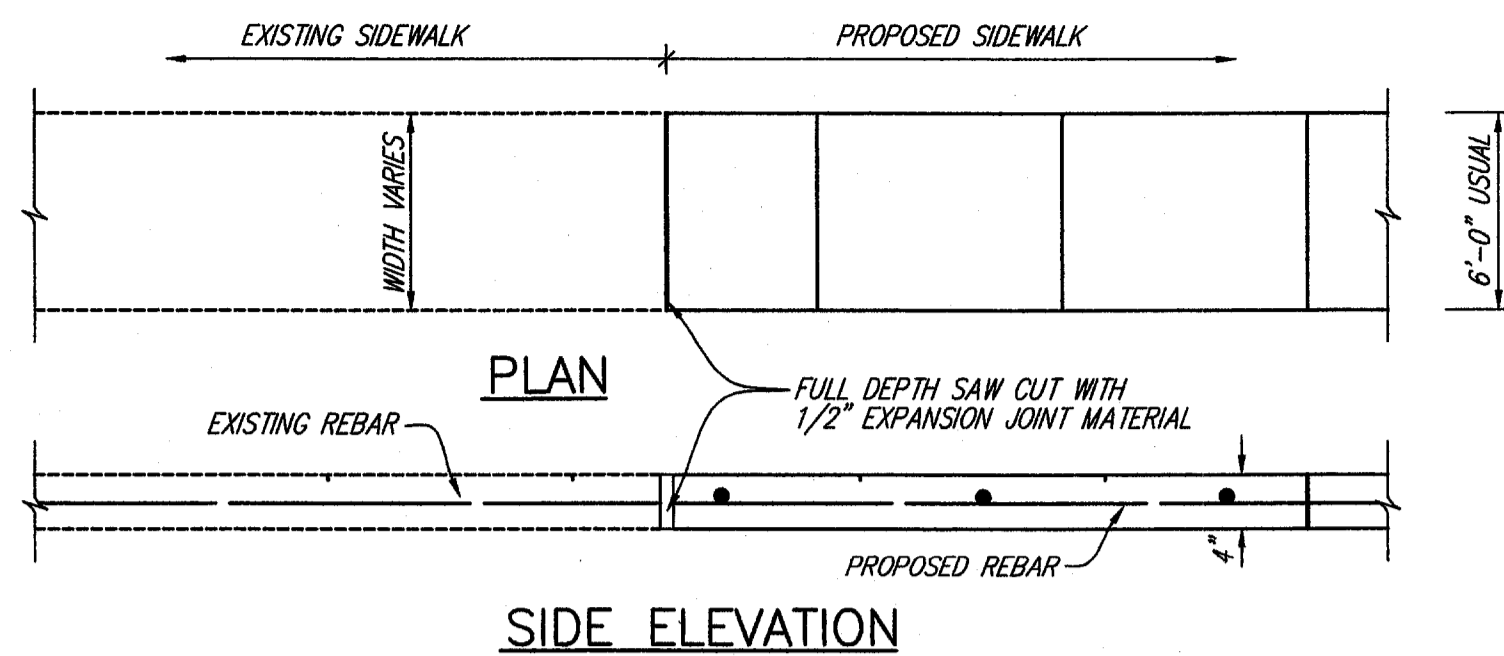 EXISTING SIDEWALK
PROPOSED SIDEWALK
WIDTH VARIES
6'-0" USUAL
PLAN
FULL DEPTH SAW CUT WITH
1/2" EXPANSION JOINT MATERIAL
EXISTING REBAR
4"
PROPOSED REBAR
SIDE ELEVATION